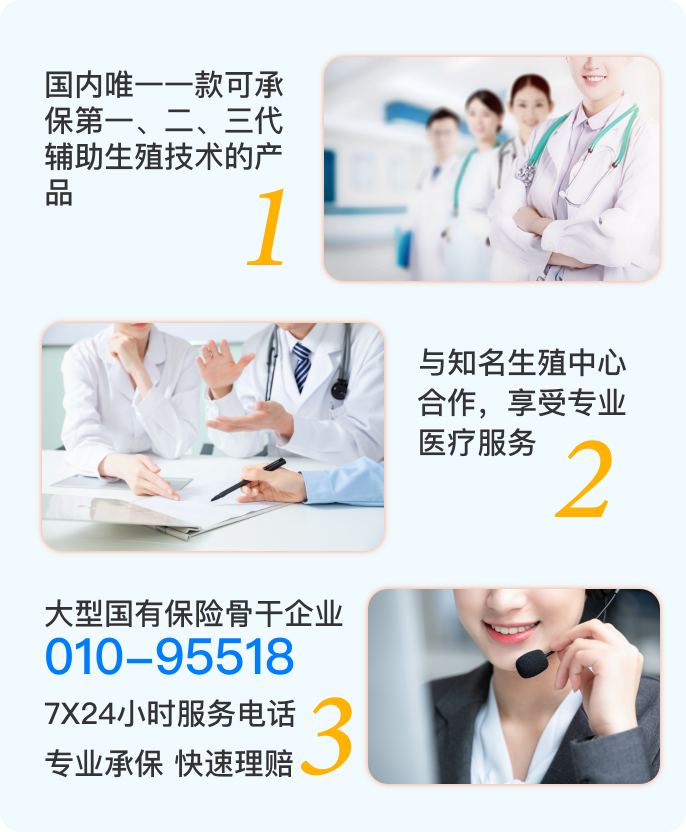 国内唯一一款可承
保第一、二、三代
辅助生殖技术的产
品
1
与知名生殖中心
合作，享受专业
医疗服务
2
大型国有保险骨干企业
010-95518
7X24小时服务电话
专业承保 快速理赔
3